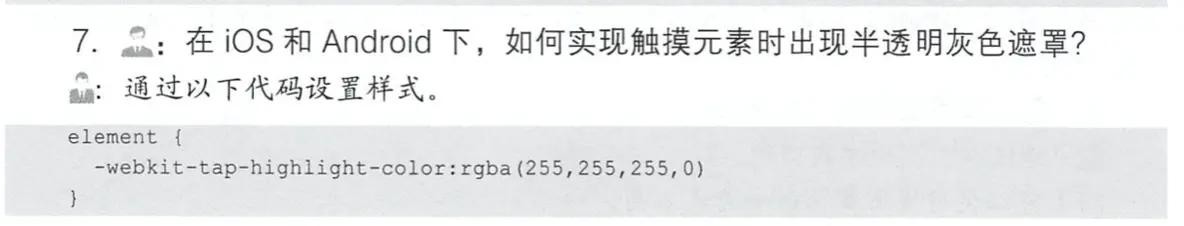 7. : 在 iOS 和 Android 下，如何实现触摸元素时出现半透明灰色遮罩?
: 通过以下代码设置样式。
element {
-webkit-tap-highlight-color:rgba(255,255,255,0)
}